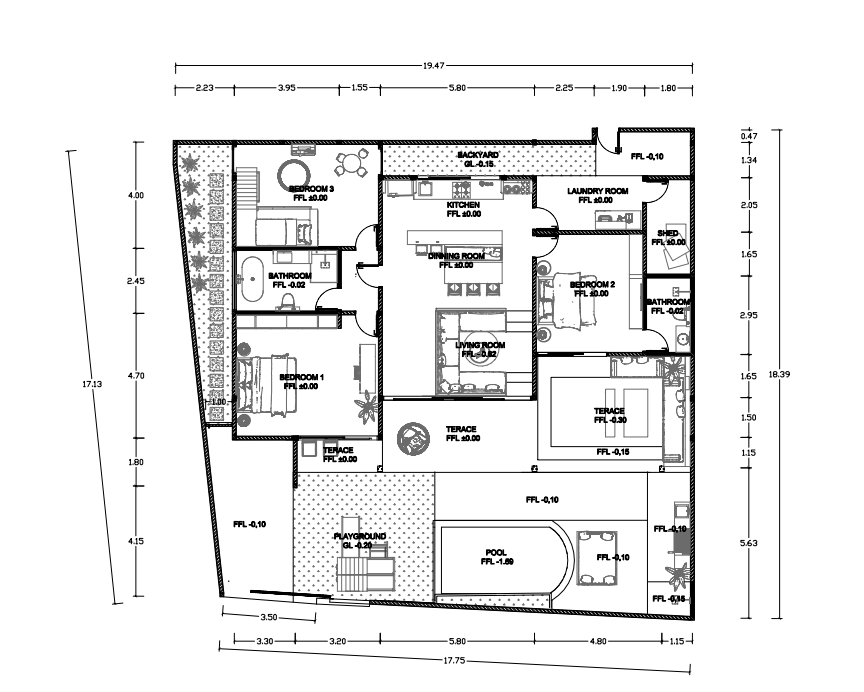 19.47
2.23 3.95 1.55 5.80 2.25 1.90 1.80
0.47
BACKYARD
GL -0.15
FFL -0,10
1.34
BEDROOM 3
FFL ±0.00
LAUNDRY ROOM
FFL ±0.00
4.00
KITCHEN
FFL ±0.00
2.05
SHED
FFL ±0.00
DINNING ROOM
FFL ±0.00
1.65
2.45
BATHROOM
FFL -0.02
BEDROOM 2
FFL ±0.00
BATHROOM
FFL -0.02
2.95
LIVING ROOM
FFL -0.62
17.13
4.70
BEDROOM 1
FFL ±0.00
1.65
18.39
1.00
TERACE
FFL -0.30
1.50
TERACE
FFL ±0.00
TERACE
FFL ±0.00
FFL -0,15
1.15
1.80
FFL -0,10
FFL -0,10
FFL -0,10
PLAYGROUND
GL -0.20
4.15
5.63
POOL
FFL -1.69
FFL -0,10
FFL -0,15
3.50
3.30 3.20 5.80 4.80 1.15
17.75